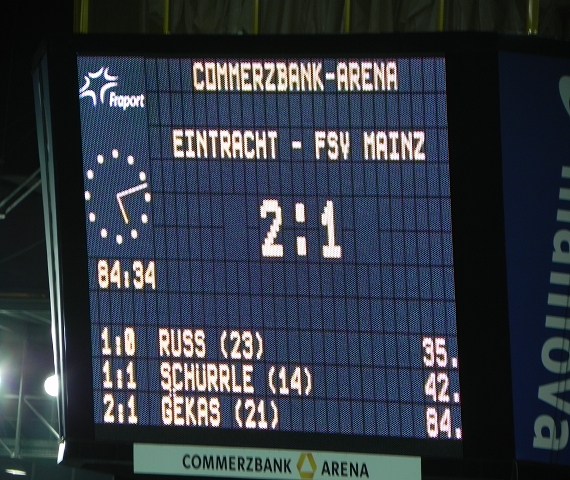 Fraport
COMMERZBANK-ARENA
EINTRACHT - FSV MAINZ
2:1
84:34
1:0 RUSS (23) 35.
1:1 SCHÜRRLE (14) 42.
2:1 GEKAS (21) 84.
COMMERZBANK ARENA